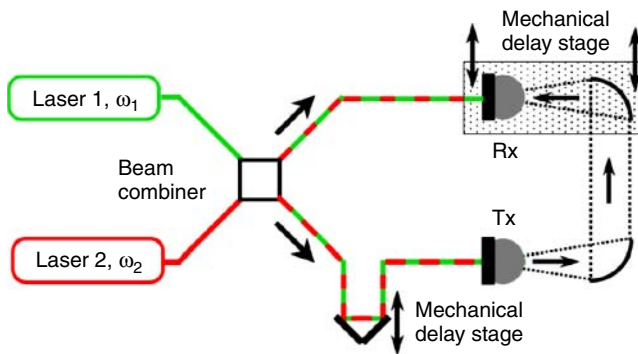 Mechanical
delay stage
Laser 1, ω1
Rx
Beam
combiner
Tx
Laser 2, ω2
Mechanical
delay stage